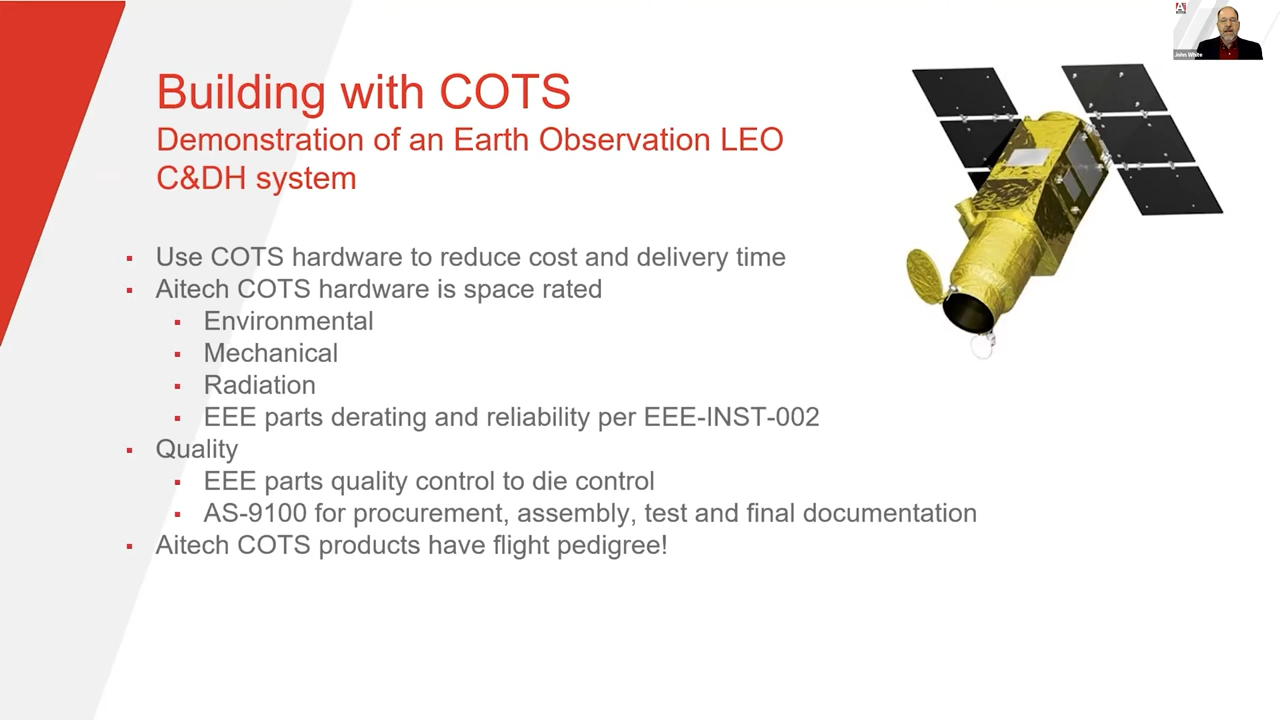 Building with COTS
Demonstration of an Earth Observation LEO
C&DH system
Use COTS hardware to reduce cost and delivery time
Aitech COTS hardware is space rated
Environmental
Mechanical
Radiation
EEE parts derating and reliability per EEE-INST-002
Quality
EEE parts quality control to die control
AS-9100 for procurement, assembly, test and final documentation
Aitech COTS products have flight pedigree!
John White